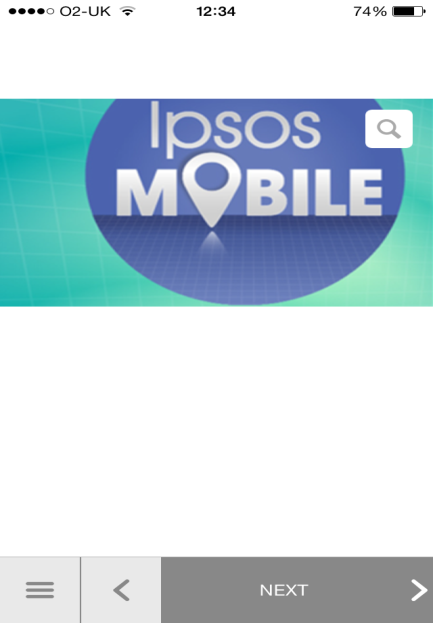 O2-UK 12:34 74%
Ipsos
MOBILE
NEXT